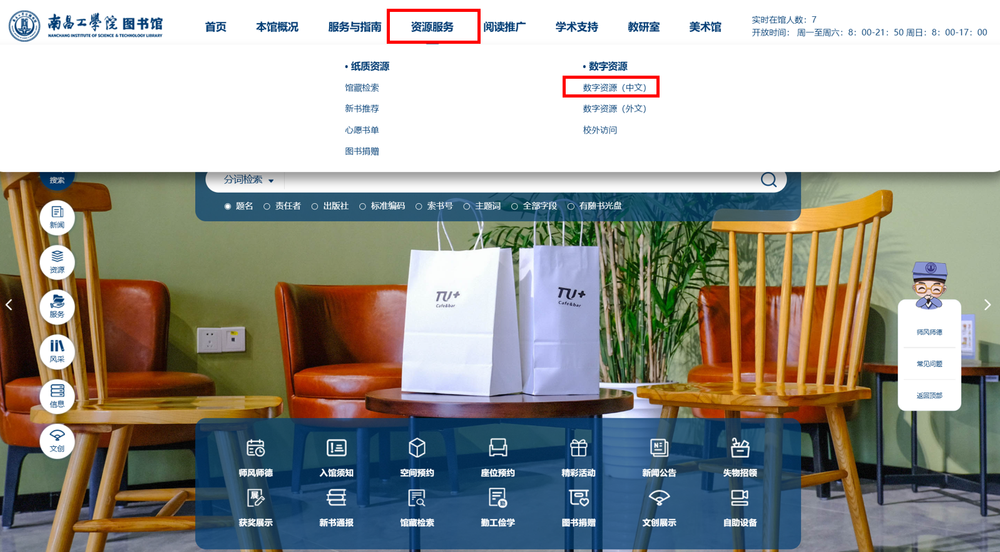 南昌工學院 图书馆
NANCHANG INSTITUTE OF SCIENCE & TECHNOLOGY LIBRARY
首页 本馆概况 服务与指南 资源服务 阅读推广 学术支持 教研室 美术馆
实时在馆人数：7
开放时间： 周一至周六：8：00-21：50 周日：8：00-17：00
• 纸质资源
馆藏检索
新书推荐
心愿书单
图书捐赠
• 数字资源
数字资源（中文）
数字资源（外文）
校外访问
搜索
分词检索
题名 责任者 出版社 标准编码 索书号 主题词 全部字段 有随书光盘
新闻
资源
服务
风采
信息
文创
TU+
Cafe&bar
TU+
Cafe&bar
师风师德
常见问题
返回顶部
师风师德 入馆须知 空间预约 座位预约 精彩活动 新闻公告 失物招领
获奖展示 新书通报 馆藏检索 勤工俭学 图书捐赠 文创展示 自助设备